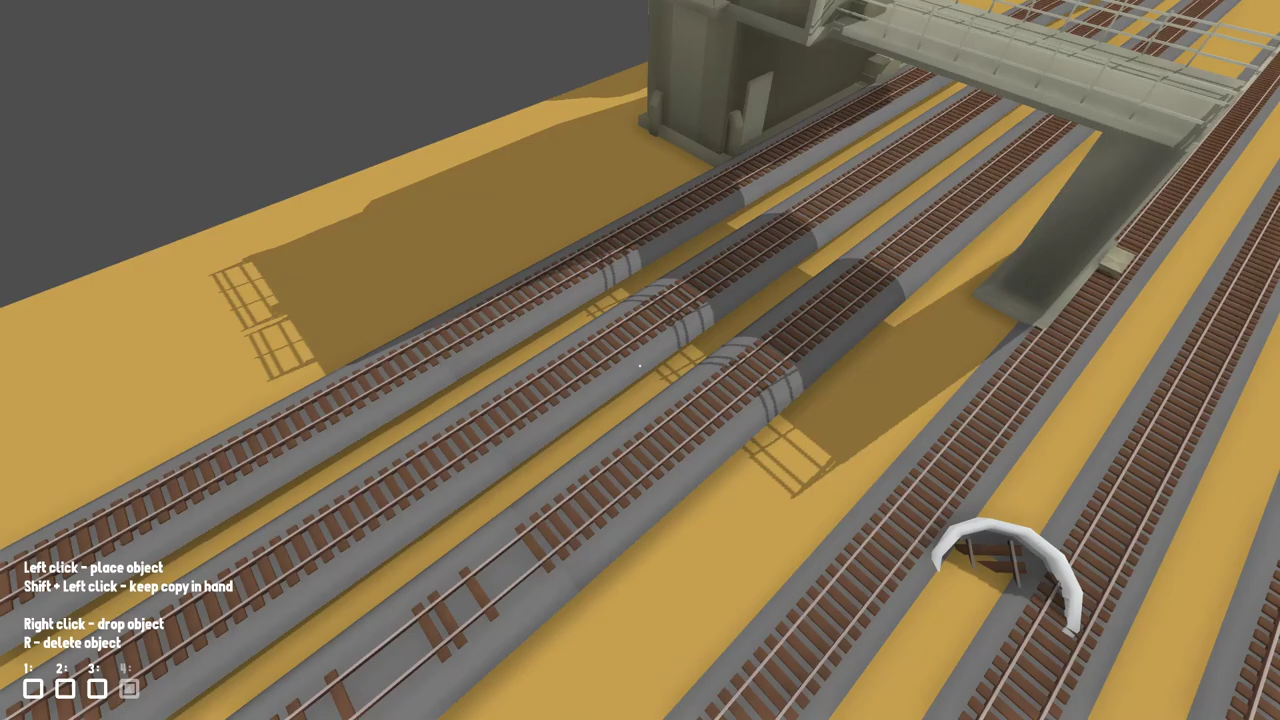 Left click - place object
Shift + Left click - keep copy in hand
Right click - drop object
R - delete object
1: 2: 3: 4: